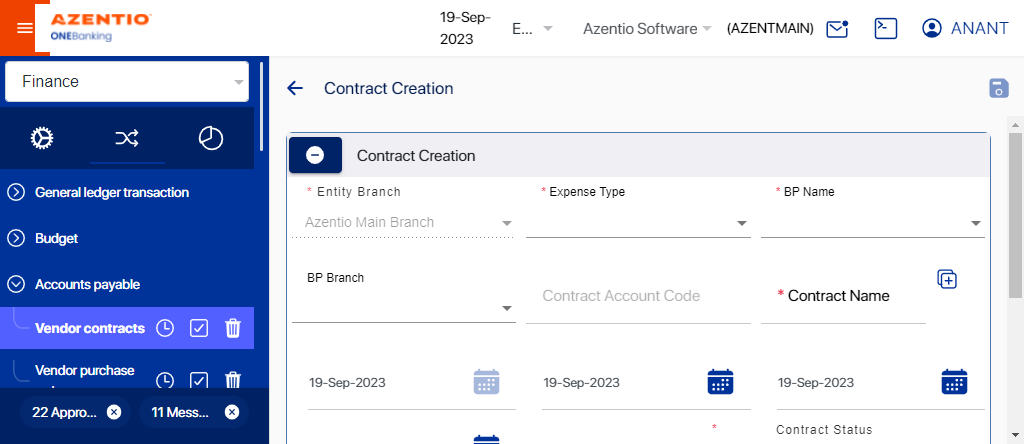 AZENTIO
ONEBanking
19-Sep-2023
E...
Azentio Software
(AZENTMAIN)
ANANT
Finance
General ledger transaction
Budget
Accounts payable
Vendor contracts
Vendor purchase
22 Appro...
11 Mess...
Contract Creation
Contract Creation
* Entity Branch
* Expense Type
* BP Name
Azentio Main Branch
BP Branch
Contract Account Code
* Contract Name
19-Sep-2023
19-Sep-2023
19-Sep-2023
*
Contract Status